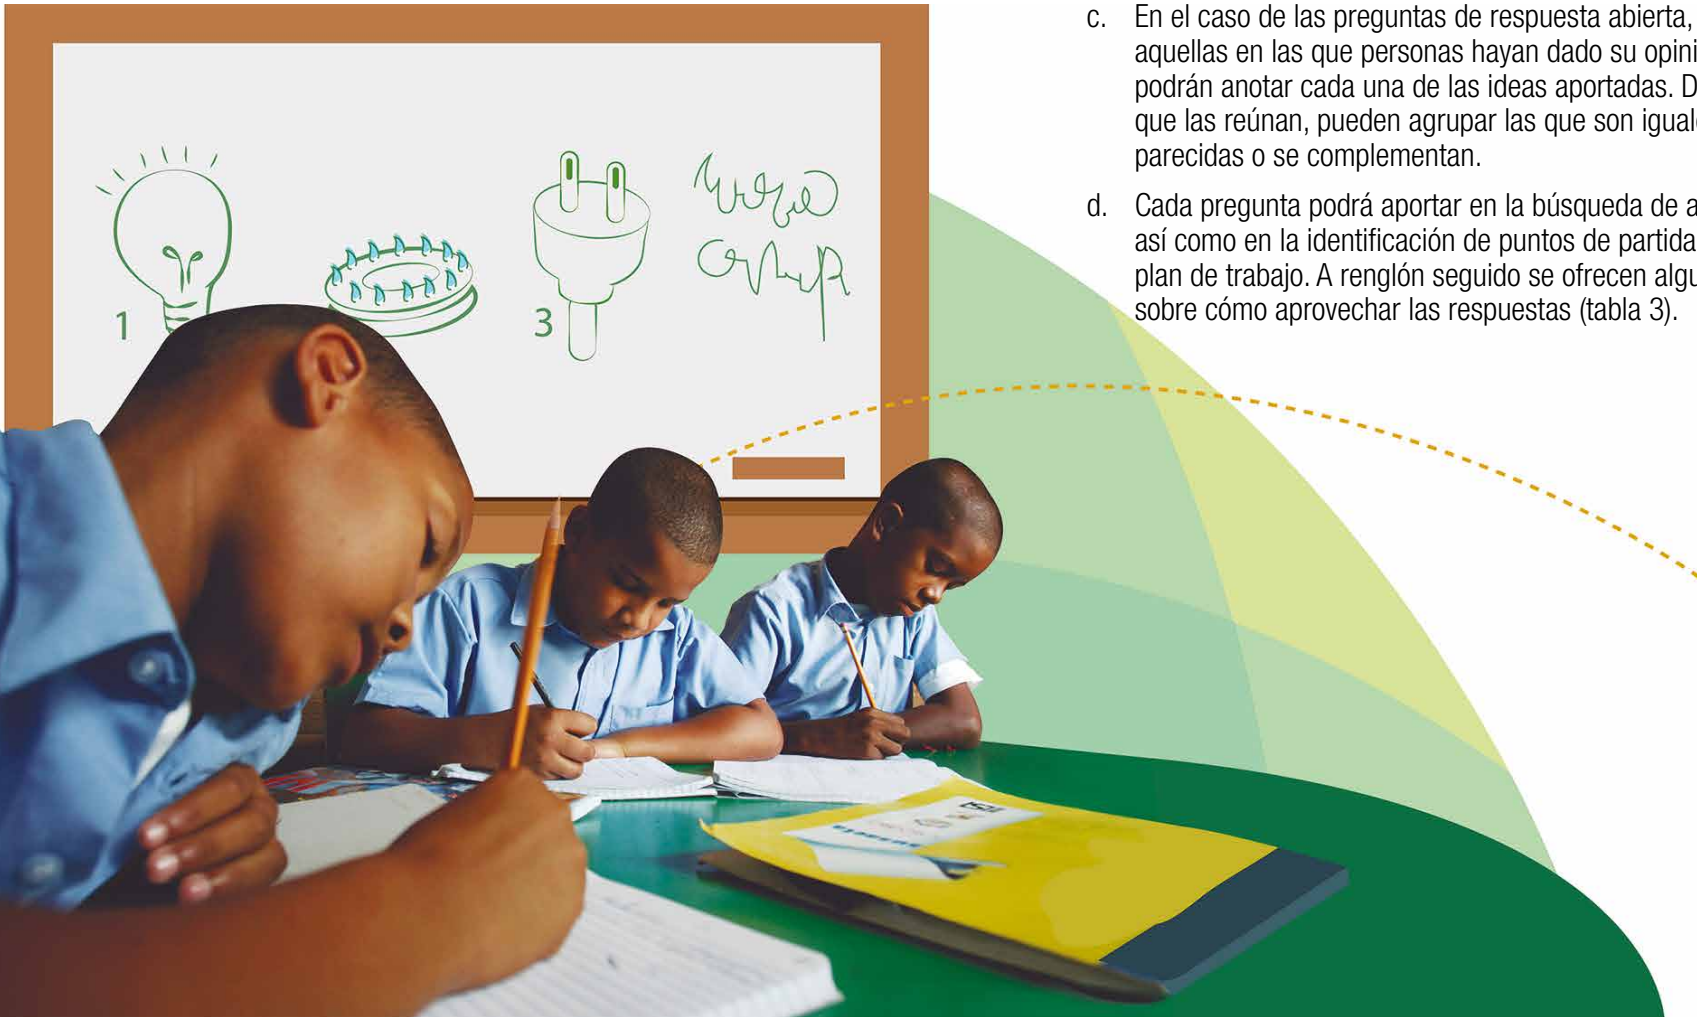 c. En el caso de las preguntas de respuesta abierta,
aquellas en las que personas hayan dado su
podrán anotar cada una de las ideas aportadas.
que las reúnan, pueden agrupar las que son
parecidas o se complementan.
d. Cada pregunta podrá aportar en la búsqueda de
así como en la identificación de puntos de partida
plan de trabajo. A renglón seguido se ofrecen
sobre cómo aprovechar las respuestas (tabla 3).
1
3